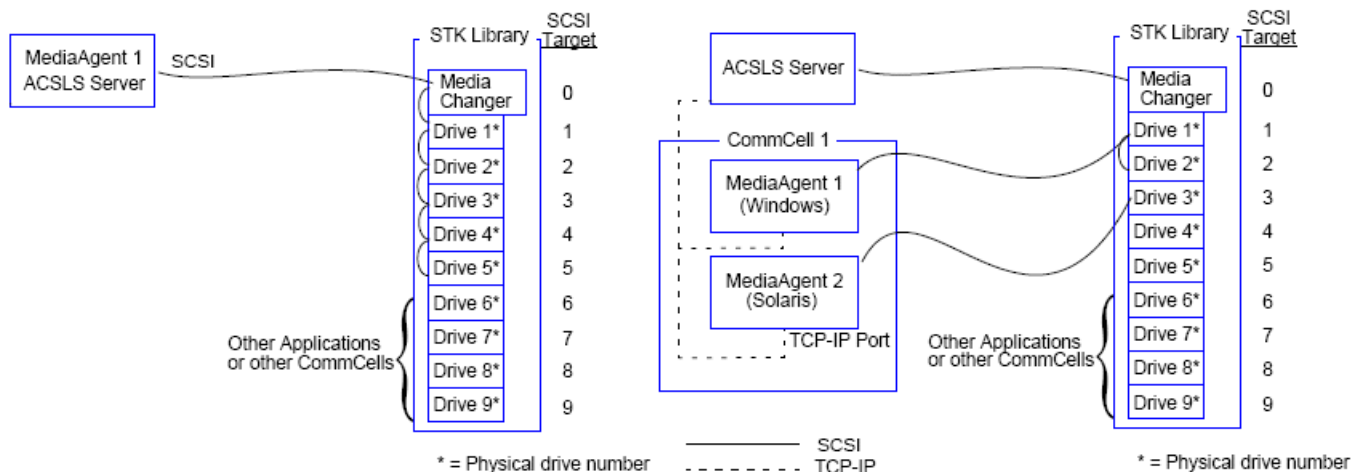 MediaAgent 1
ACSLS Server
SCSI
STK Library
SCSI
Target
Media
Changer
0
Drive 1*
1
Drive 2*
2
Drive 3*
3
Drive 4*
4
Drive 5*
5
Drive 6*
6
Drive 7*
7
Drive 8*
8
Drive 9*
9
Other Applications
or other CommCells
* = Physical drive number
ACSLS Server
CommCell 1
MediaAgent 1
(Windows)
MediaAgent 2
(Solaris)
TCP-IP Port
SCSI
TCP-IP
STK Library
SCSI
Target
Media
Changer
0
Drive 1*
1
Drive 2*
2
Drive 3*
3
Drive 4*
4
Drive 5*
5
Drive 6*
6
Drive 7*
7
Drive 8*
8
Drive 9*
9
Other Applications
or other CommCells
* = Physical drive number